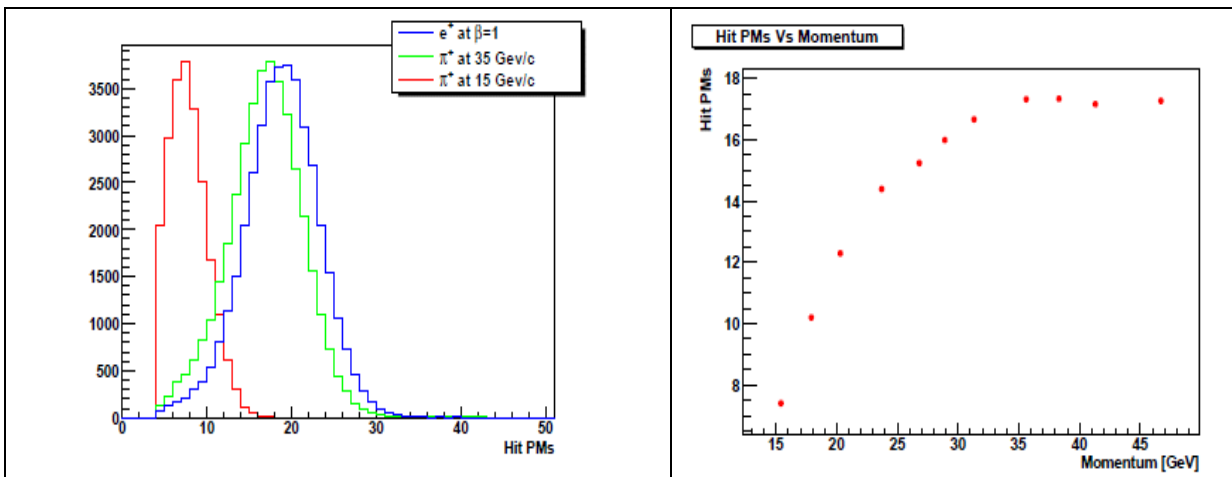 e+ at β=1
π+ at 35 Gev/c
π+ at 15 Gev/c
3500
3000
2500
2000
1500
1000
500
0
0 10 20 30 40 50
Hit PMs
Hit PMs Vs Momentum
Hit PMs
18
16
14
12
10
8
15 20 25 30 35 40 45
Momentum [GeV]